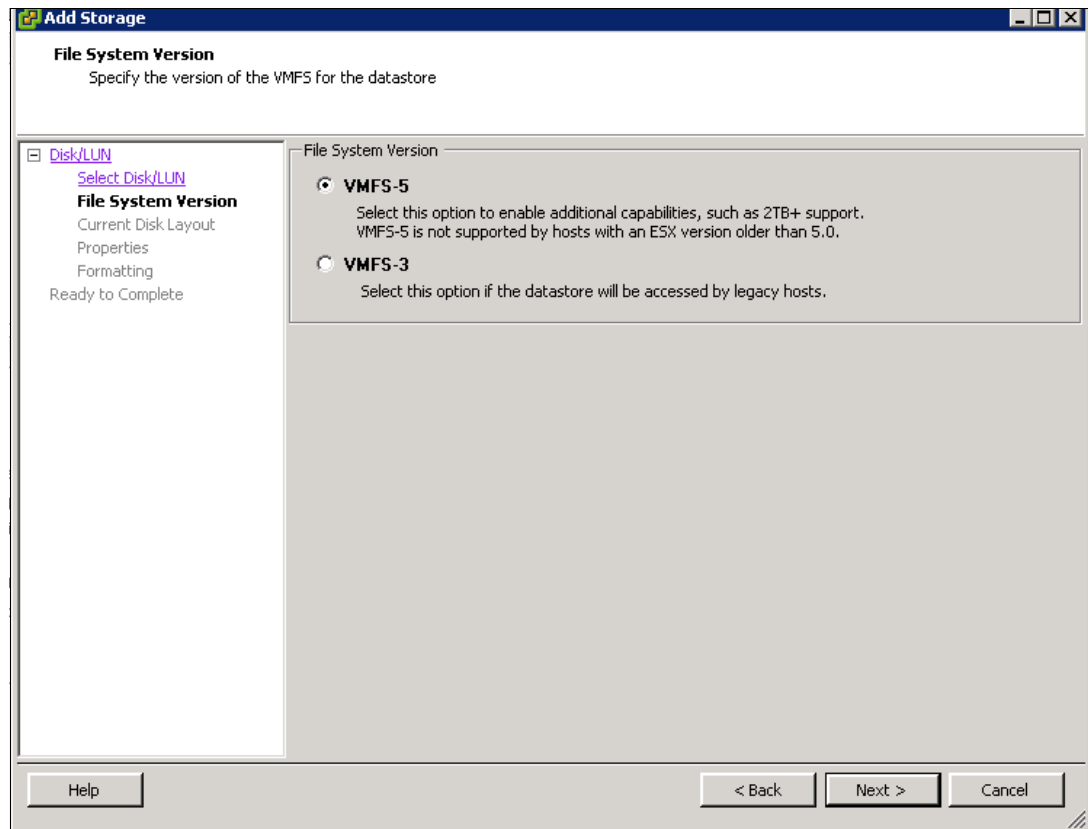 Add Storage
File System Version
Specify the version of the VMFS for the datastore
Disk/LUN
Select Disk/LUN
File System Version
Current Disk Layout
Properties
Formatting
Ready to Complete
File System Version
VMFS-5
Select this option to enable additional capabilities, such as 2TB+ support.
VMFS-5 is not supported by hosts with an ESX version older than 5.0.
VMFS-3
Select this option if the datastore will be accessed by legacy hosts.
Help
< Back
Next >
Cancel